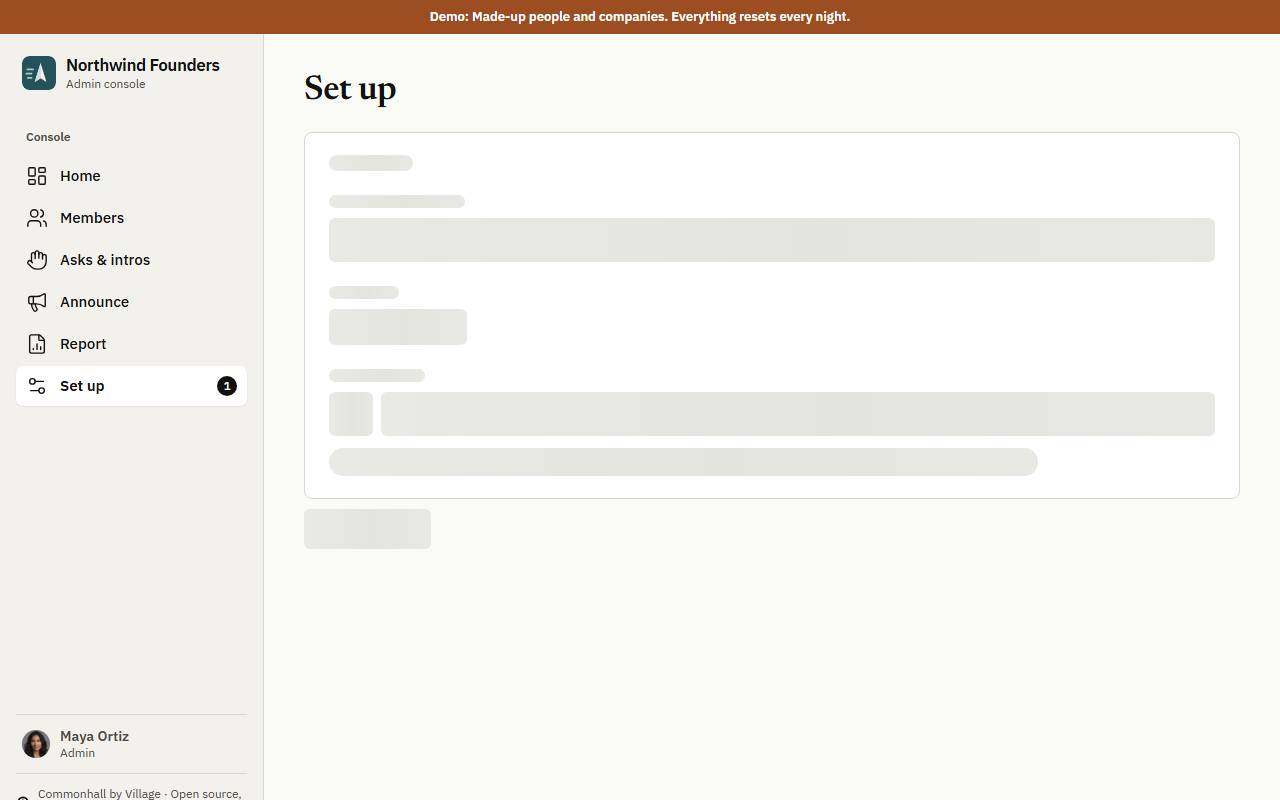 Demo: Made-up people and companies. Everything resets every night.
Northwind Founders
Admin console
Console
Home
Members
Asks & intros
Announce
Report
Set up
1
Set up
Maya Ortiz
Admin
Commonhall by Village · Open source,